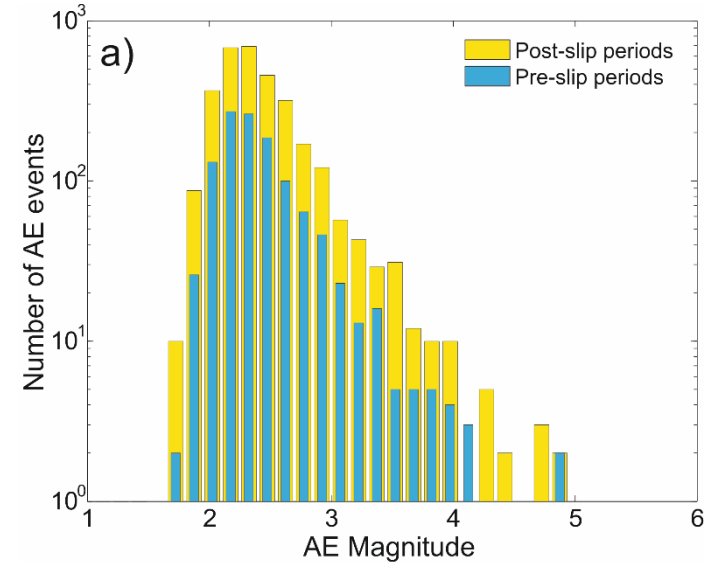 a)
Post-slip periods
Pre-slip periods
Number of AE events
10³
10²
10¹
10⁰
1 2 3 4 5 6
AE Magnitude